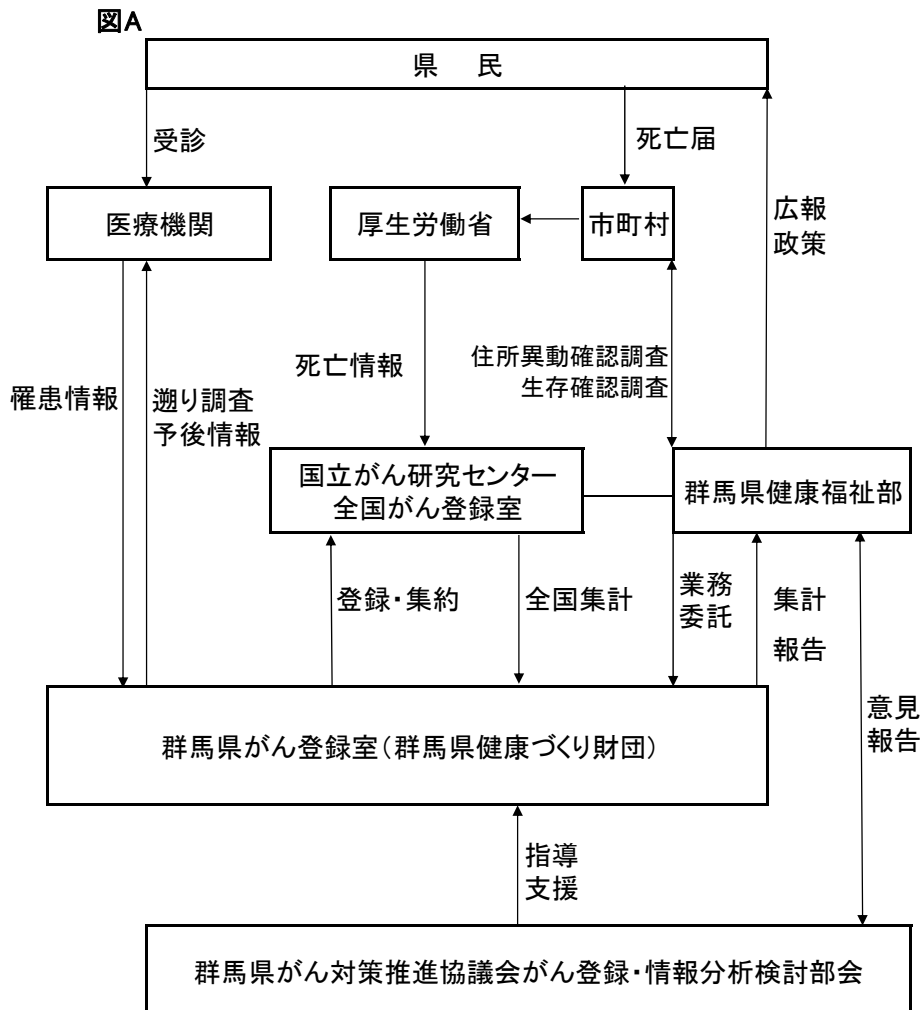 図A
県　民
受診
死亡届
医療機関
厚生労働省
市町村
広報
政策
死亡情報
住所異動確認調査
生存確認調査
罹患情報
遡り調査
予後情報
国立がん研究センター
全国がん登録室
群馬県健康福祉部
登録・集約
全国集計
業務
委託
集計
報告
群馬県がん登録室(群馬県健康づくり財団)
意見
報告
指導
支援
群馬県がん対策推進協議会がん登録・情報分析検討部会